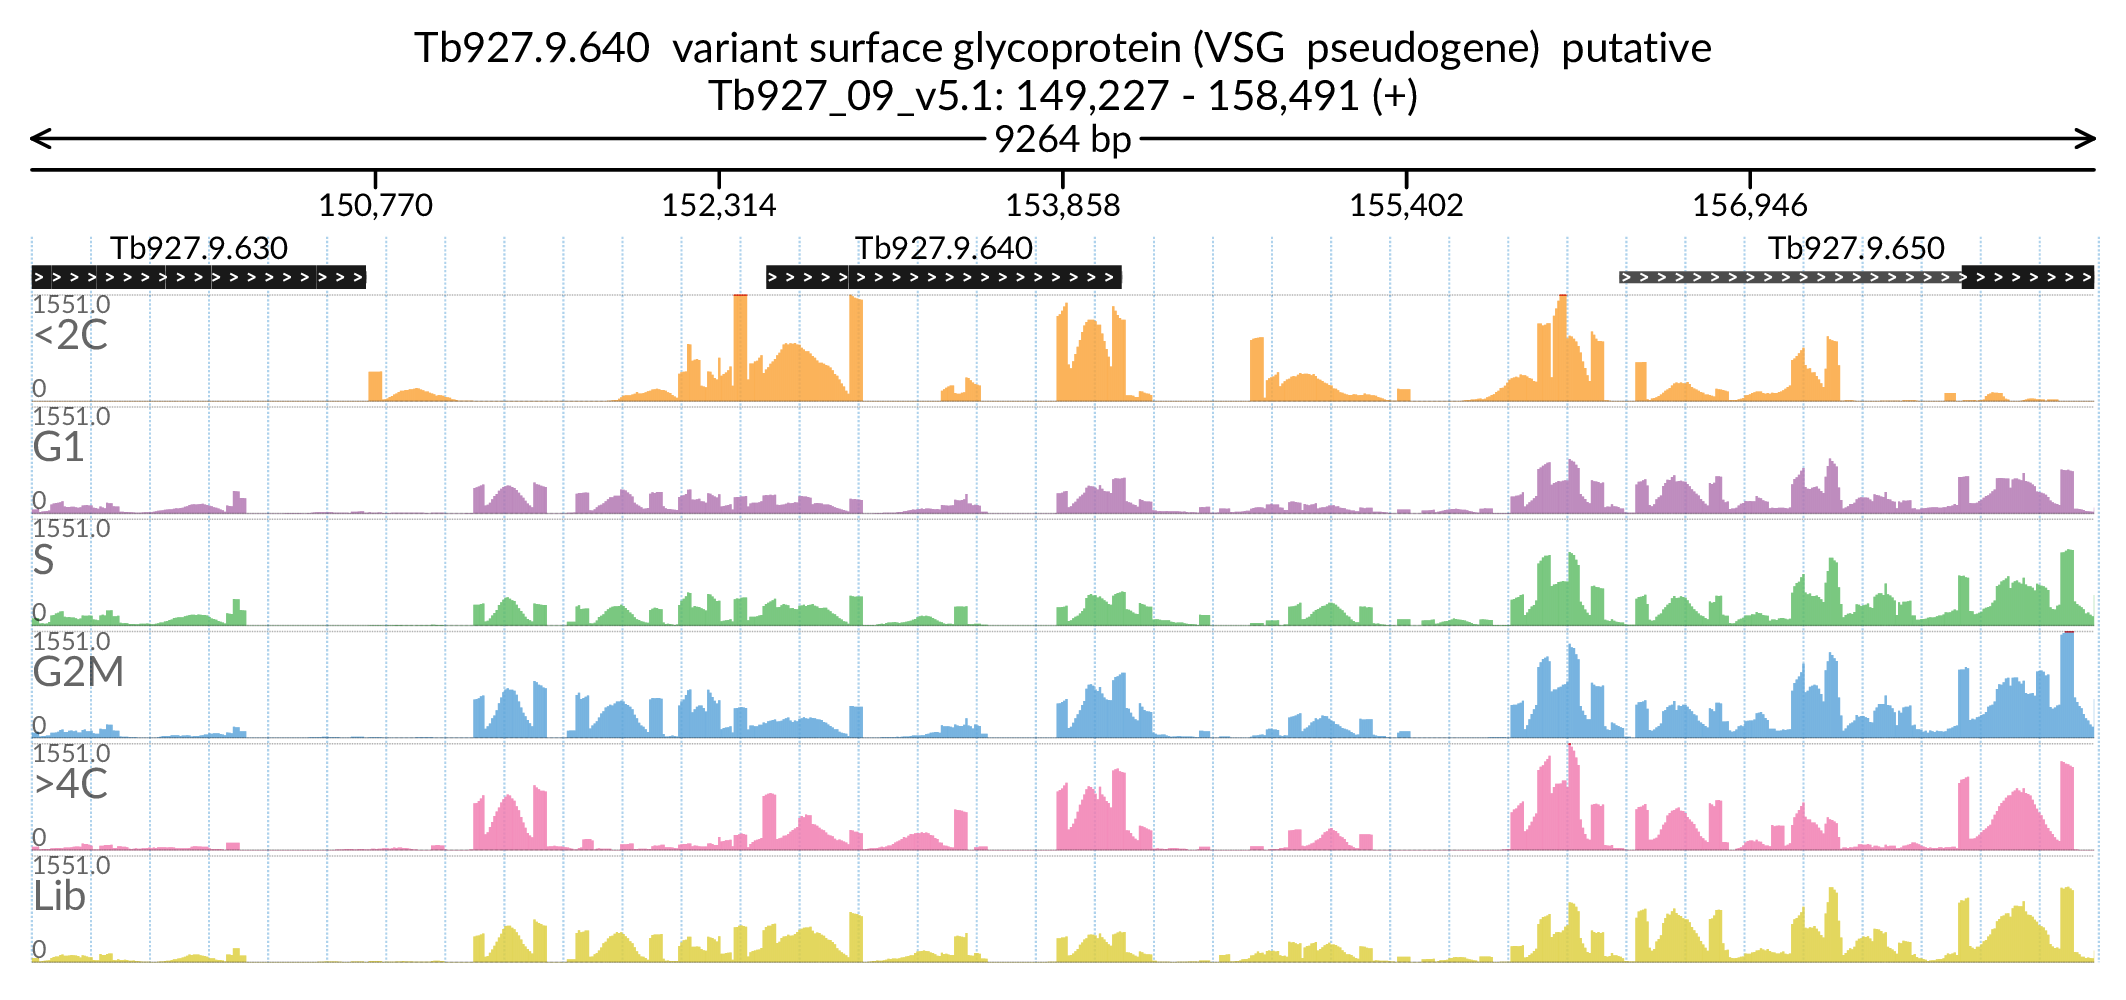 Tb927.9.640 variant surface glycoprotein (VSG pseudogene) putative
Tb927_09_v5.1: 149,227 - 158,491 (+)
9264 bp
150,770 152,314 153,858 155,402 156,946
Tb927.9.630 Tb927.9.640 Tb927.9.650
1551.0
<2C
0
1551.0
G1
0
1551.0
S
0
1551.0
G2M
0
1551.0
>4C
0
1551.0
Lib
0